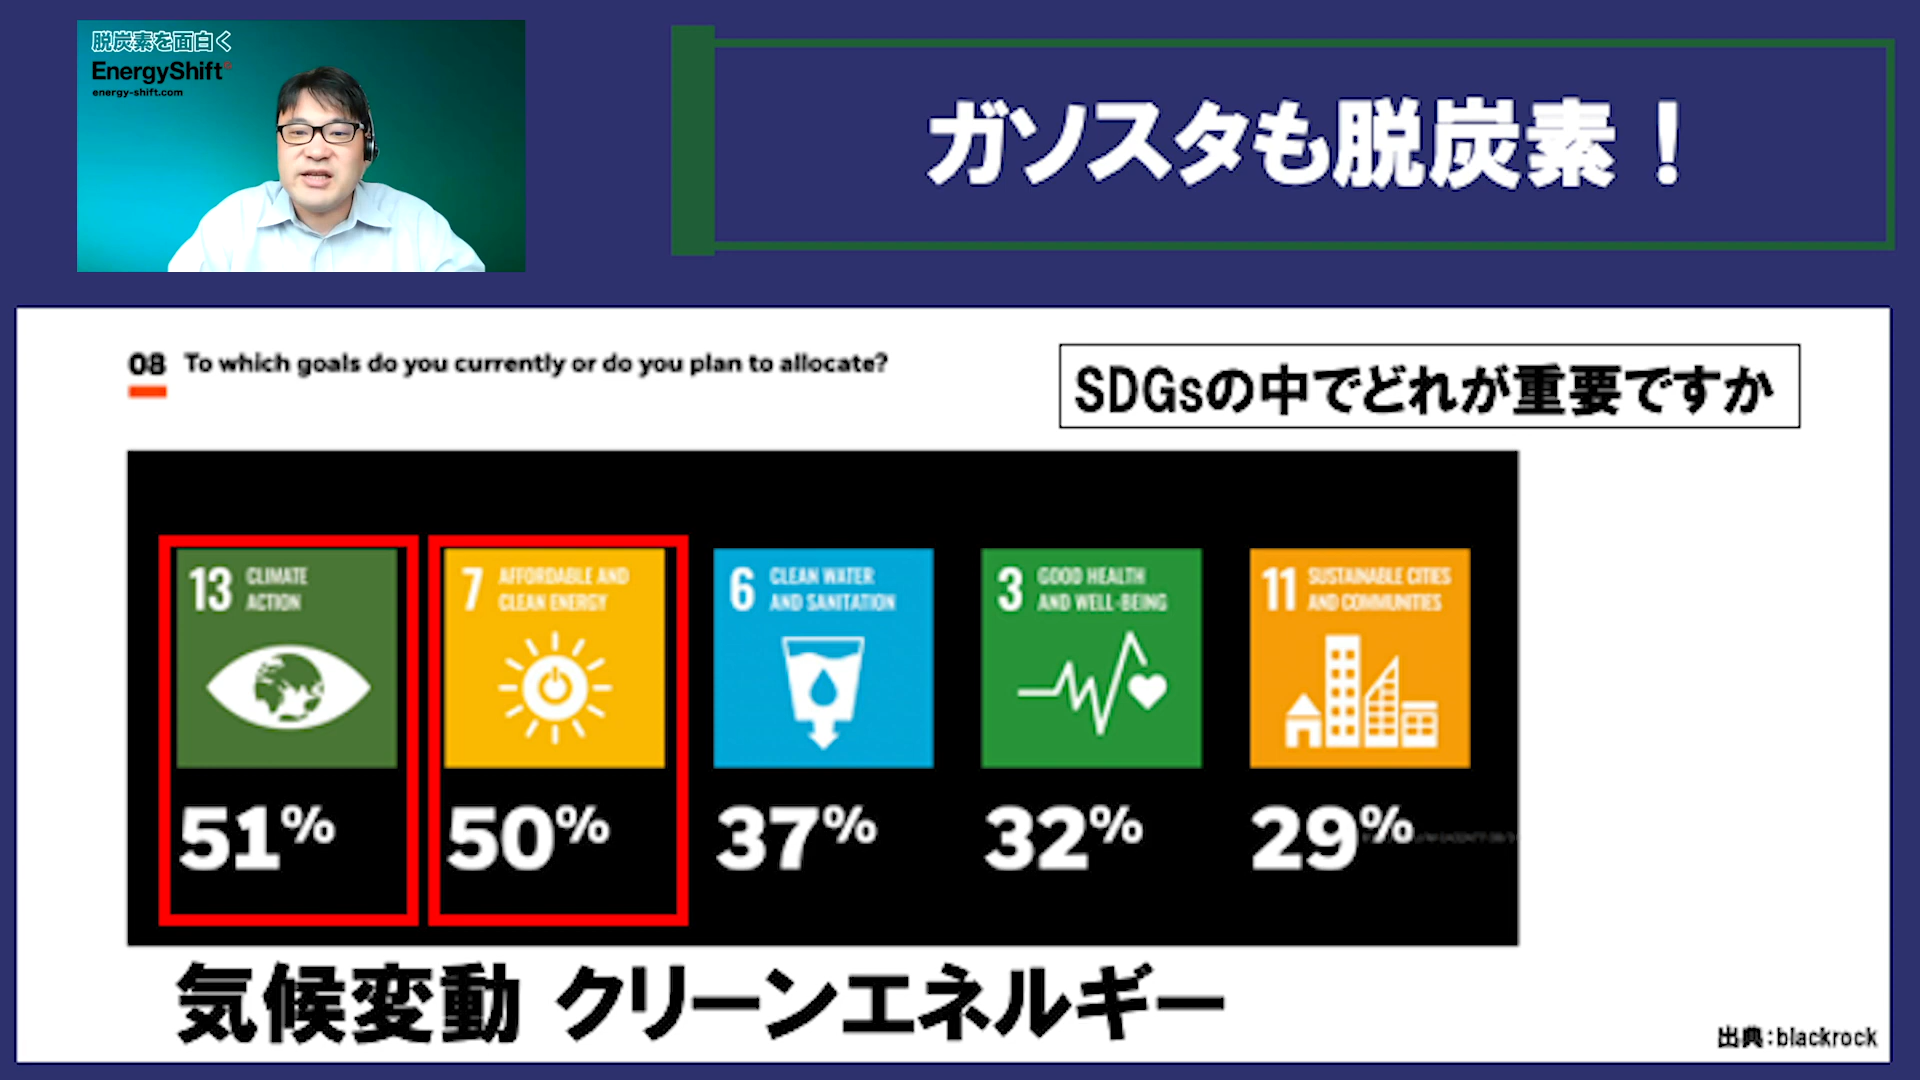 脱炭素を面白く
EnergyShift
energy-shift.com
ガソスタも脱炭素！
08 To which goals do you currently or do you plan to allocate?
SDGsの中でどれが重要ですか
13 CLIMATE
ACTION
7 AFFORDABLE AND
CLEAN ENERGY
6 CLEAN WATER
AND SANITATION
3 GOOD HEALTH
AND WELL-BEING
11 SUSTAINABLE CITIES
AND COMMUNITIES
51% 50% 37% 32% 29%
気候変動 クリーンエネルギー
出典：blackrock